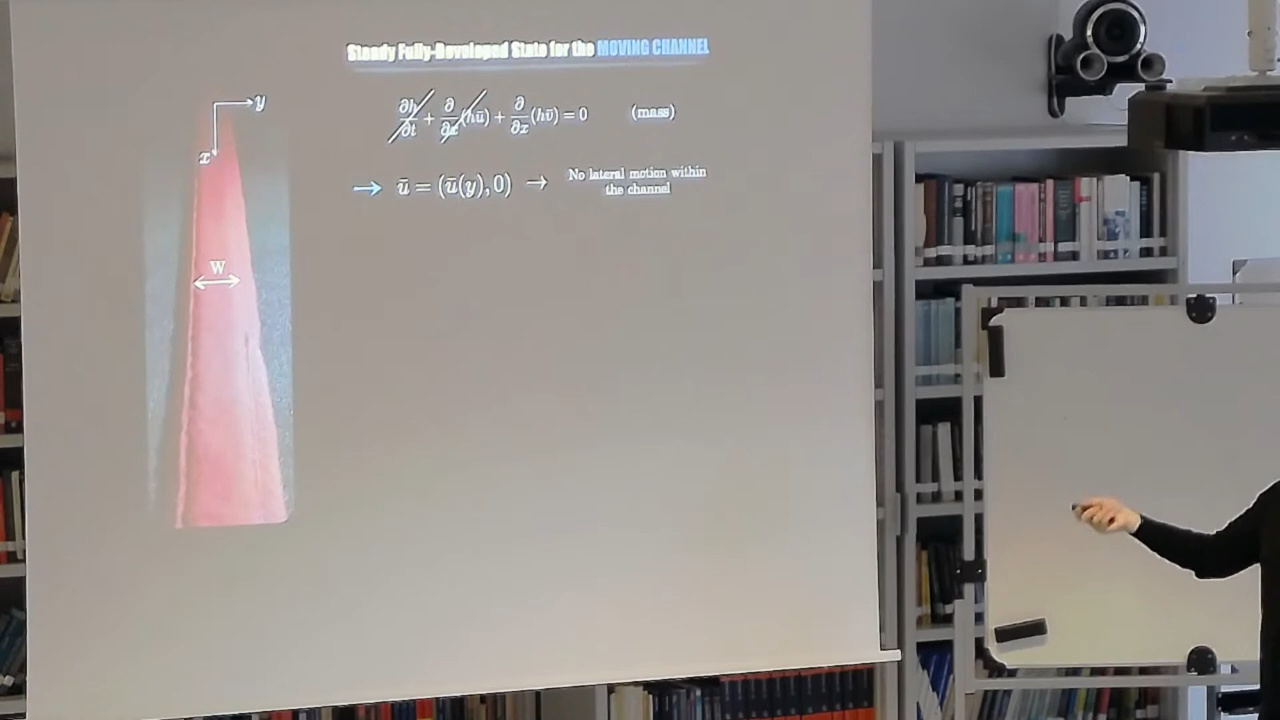 Steady Fully-Developed State for the MOVING CHANNEL
y
∂h/∂t + ∂/∂x (hū) + ∂/∂x (hv̄) = 0 (mass)
x
→ ū = (ū(y), 0) → No lateral motion within
the channel
W